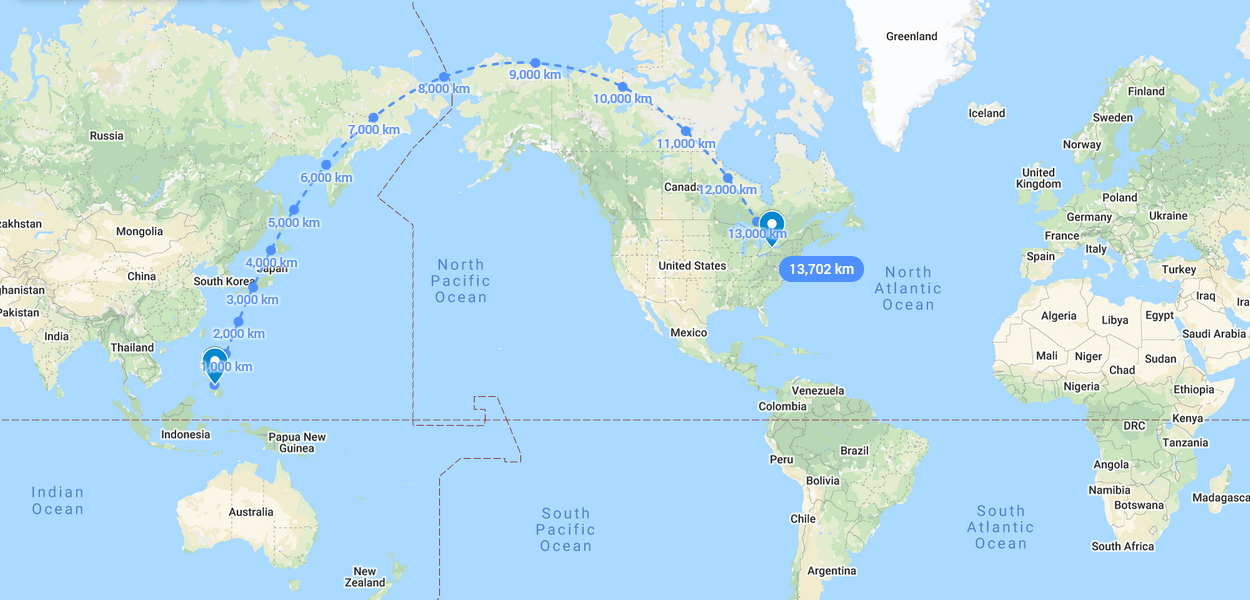 Greenland
9,000 km
8,000 km
10,000 km
Iceland
Finland
Sweden
7,000 km
Russia
11,000 km
Norway
6,000 km
Canada
12,000 km
United
Kingdom
Poland
5,000 km
Germany
Ukraine
zakhstan
Mongolia
13,000 km
France
Italy
4,000 km
Japan
Spain
North
Pacific
Ocean
United States
13,702 km
North
Atlantic
Ocean
Turkey
China
South Korea
3,000 km
ghanistan
Iraq
Ira
Pakistan
Algeria
Libya
Egypt
2,000 km
India
Mexico
Saudi Arabia
Thailand
Mali
Niger
Sudan
Chad
1,000 km
Nigeria
Ethiopia
Venezuela
Colombia
Kenya
DRC
Indonesia
Papua New
Guinea
Tanzania
Peru
Brazil
Angola
Bolivia
Indian
Ocean
Namibia
Madagasca
Botswana
Australia
South
Pacific
Ocean
Chile
South
Atlantic
Ocean
South Africa
New
Zealand
Argentina